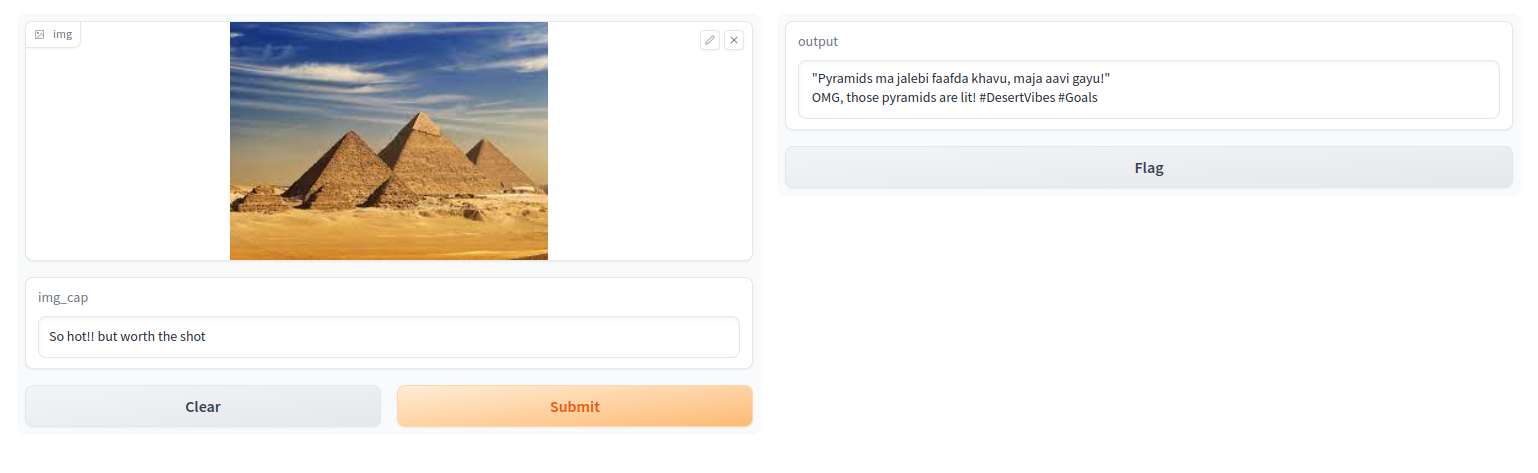 img
img_cap
So hot!! but worth the shot
Clear
Submit
output
"Pyramids ma jalebi faafda khavu, maja aavi gayu!"
OMG, those pyramids are lit! #DesertVibes #Goals
Flag